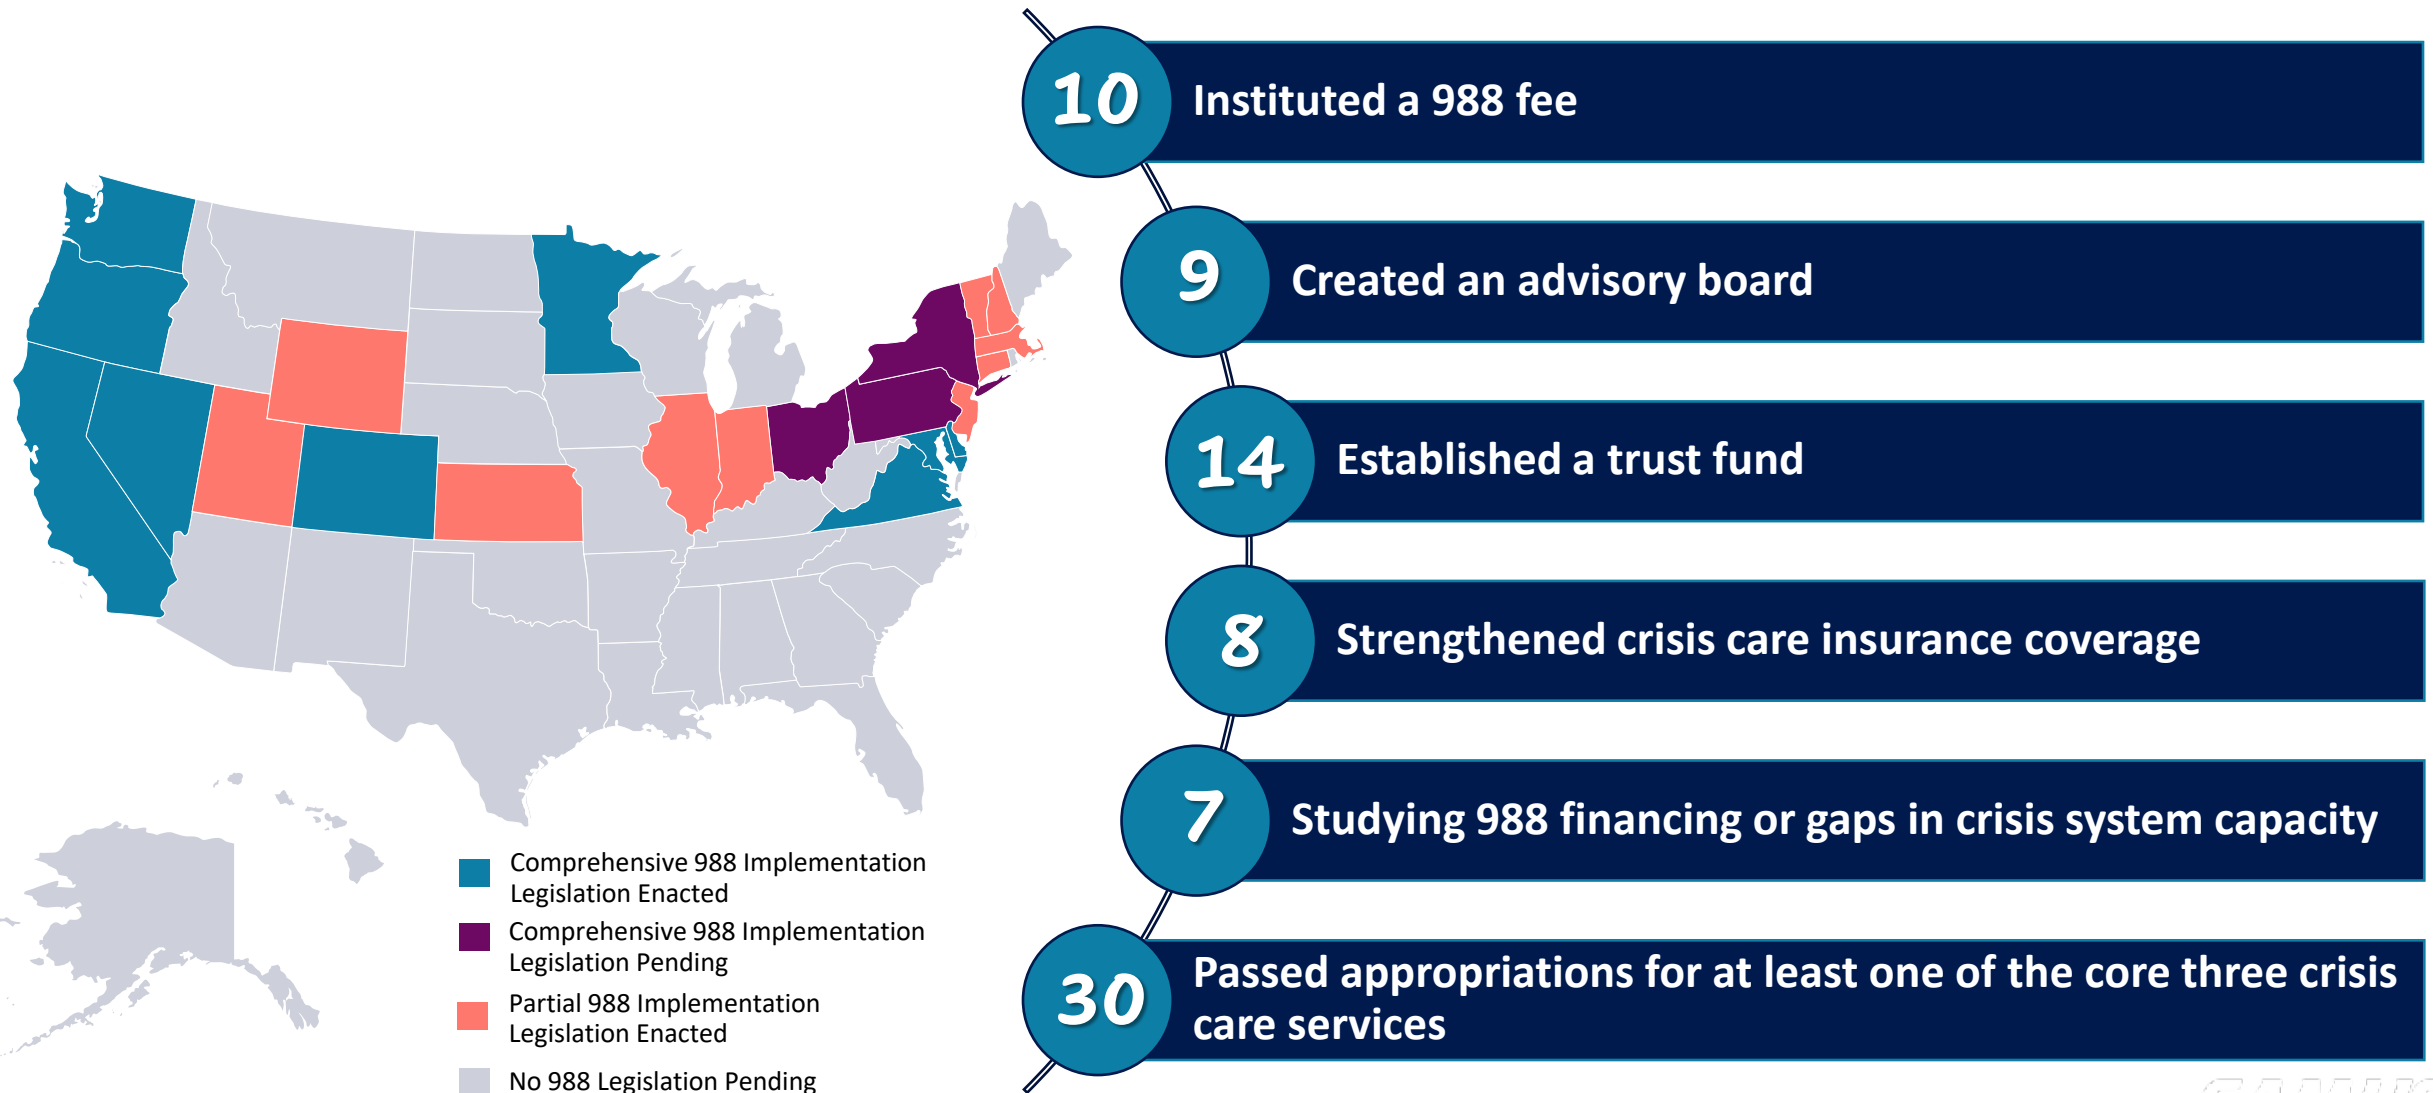 10
Instituted a 988 fee
9
Created an advisory board
14
Established a trust fund
8
Strengthened crisis care insurance coverage
7
Studying 988 financing or gaps in crisis system capacity
30
Passed appropriations for at least one of the core three crisis
care services
Comprehensive 988 Implementation
Legislation Enacted
Comprehensive 988 Implementation
Legislation Pending
Partial 988 Implementation
Legislation Enacted
No 988 Legislation Pending